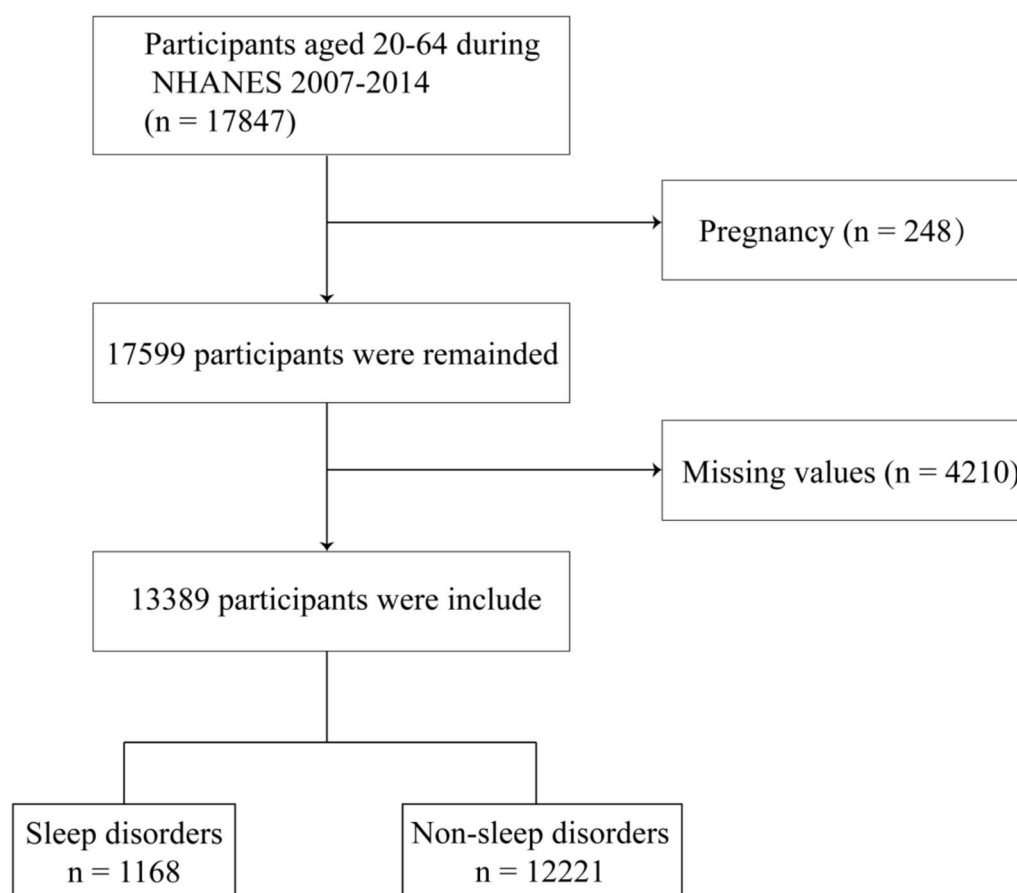 Participants aged 20-64 during
NHANES 2007-2014
(n = 17847)
Pregnancy (n = 248）
17599 participants were remainded
Missing values (n = 4210)
13389 participants were include
Sleep disorders
n = 1168
Non-sleep disorders
n = 12221